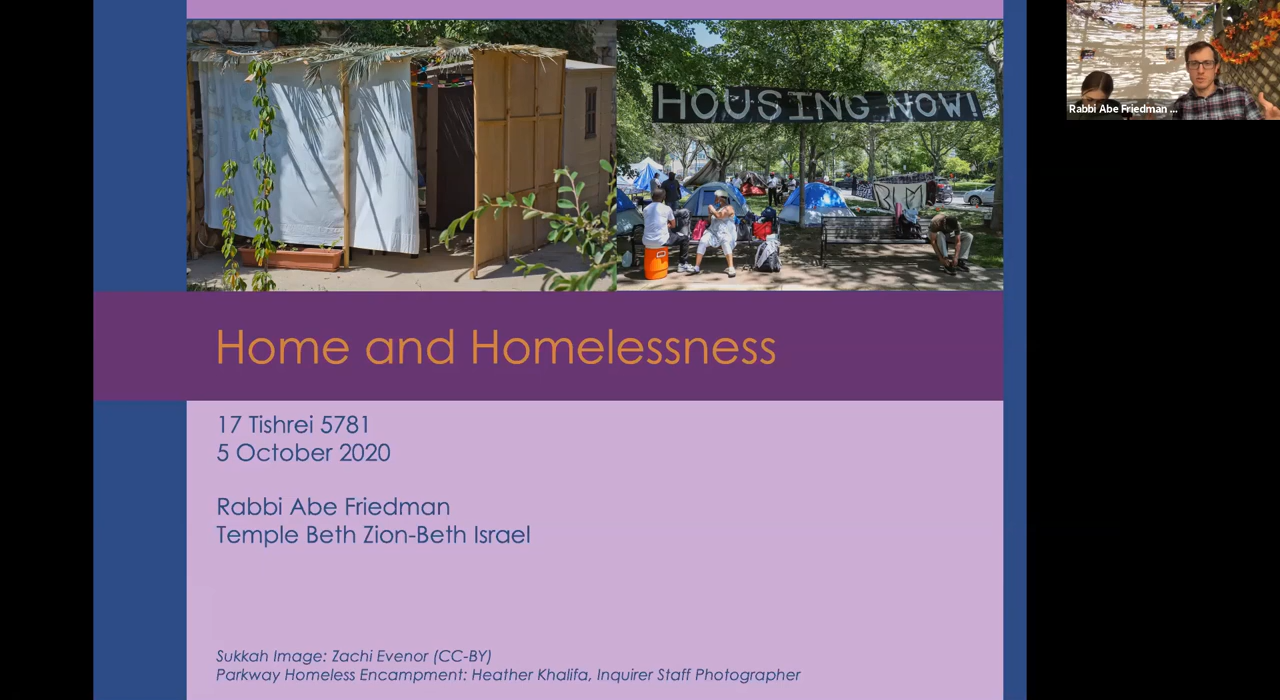 HOUSING NOW!
BLM
Rabbi Abe Friedman ...
Home and Homelessness
17 Tishrei 5781
5 October 2020
Rabbi Abe Friedman
Temple Beth Zion-Beth Israel
Sukkah Image: Zachi Evenor (CC-BY)
Parkway Homeless Encampment: Heather Khalifa, Inquirer Staff Photographer